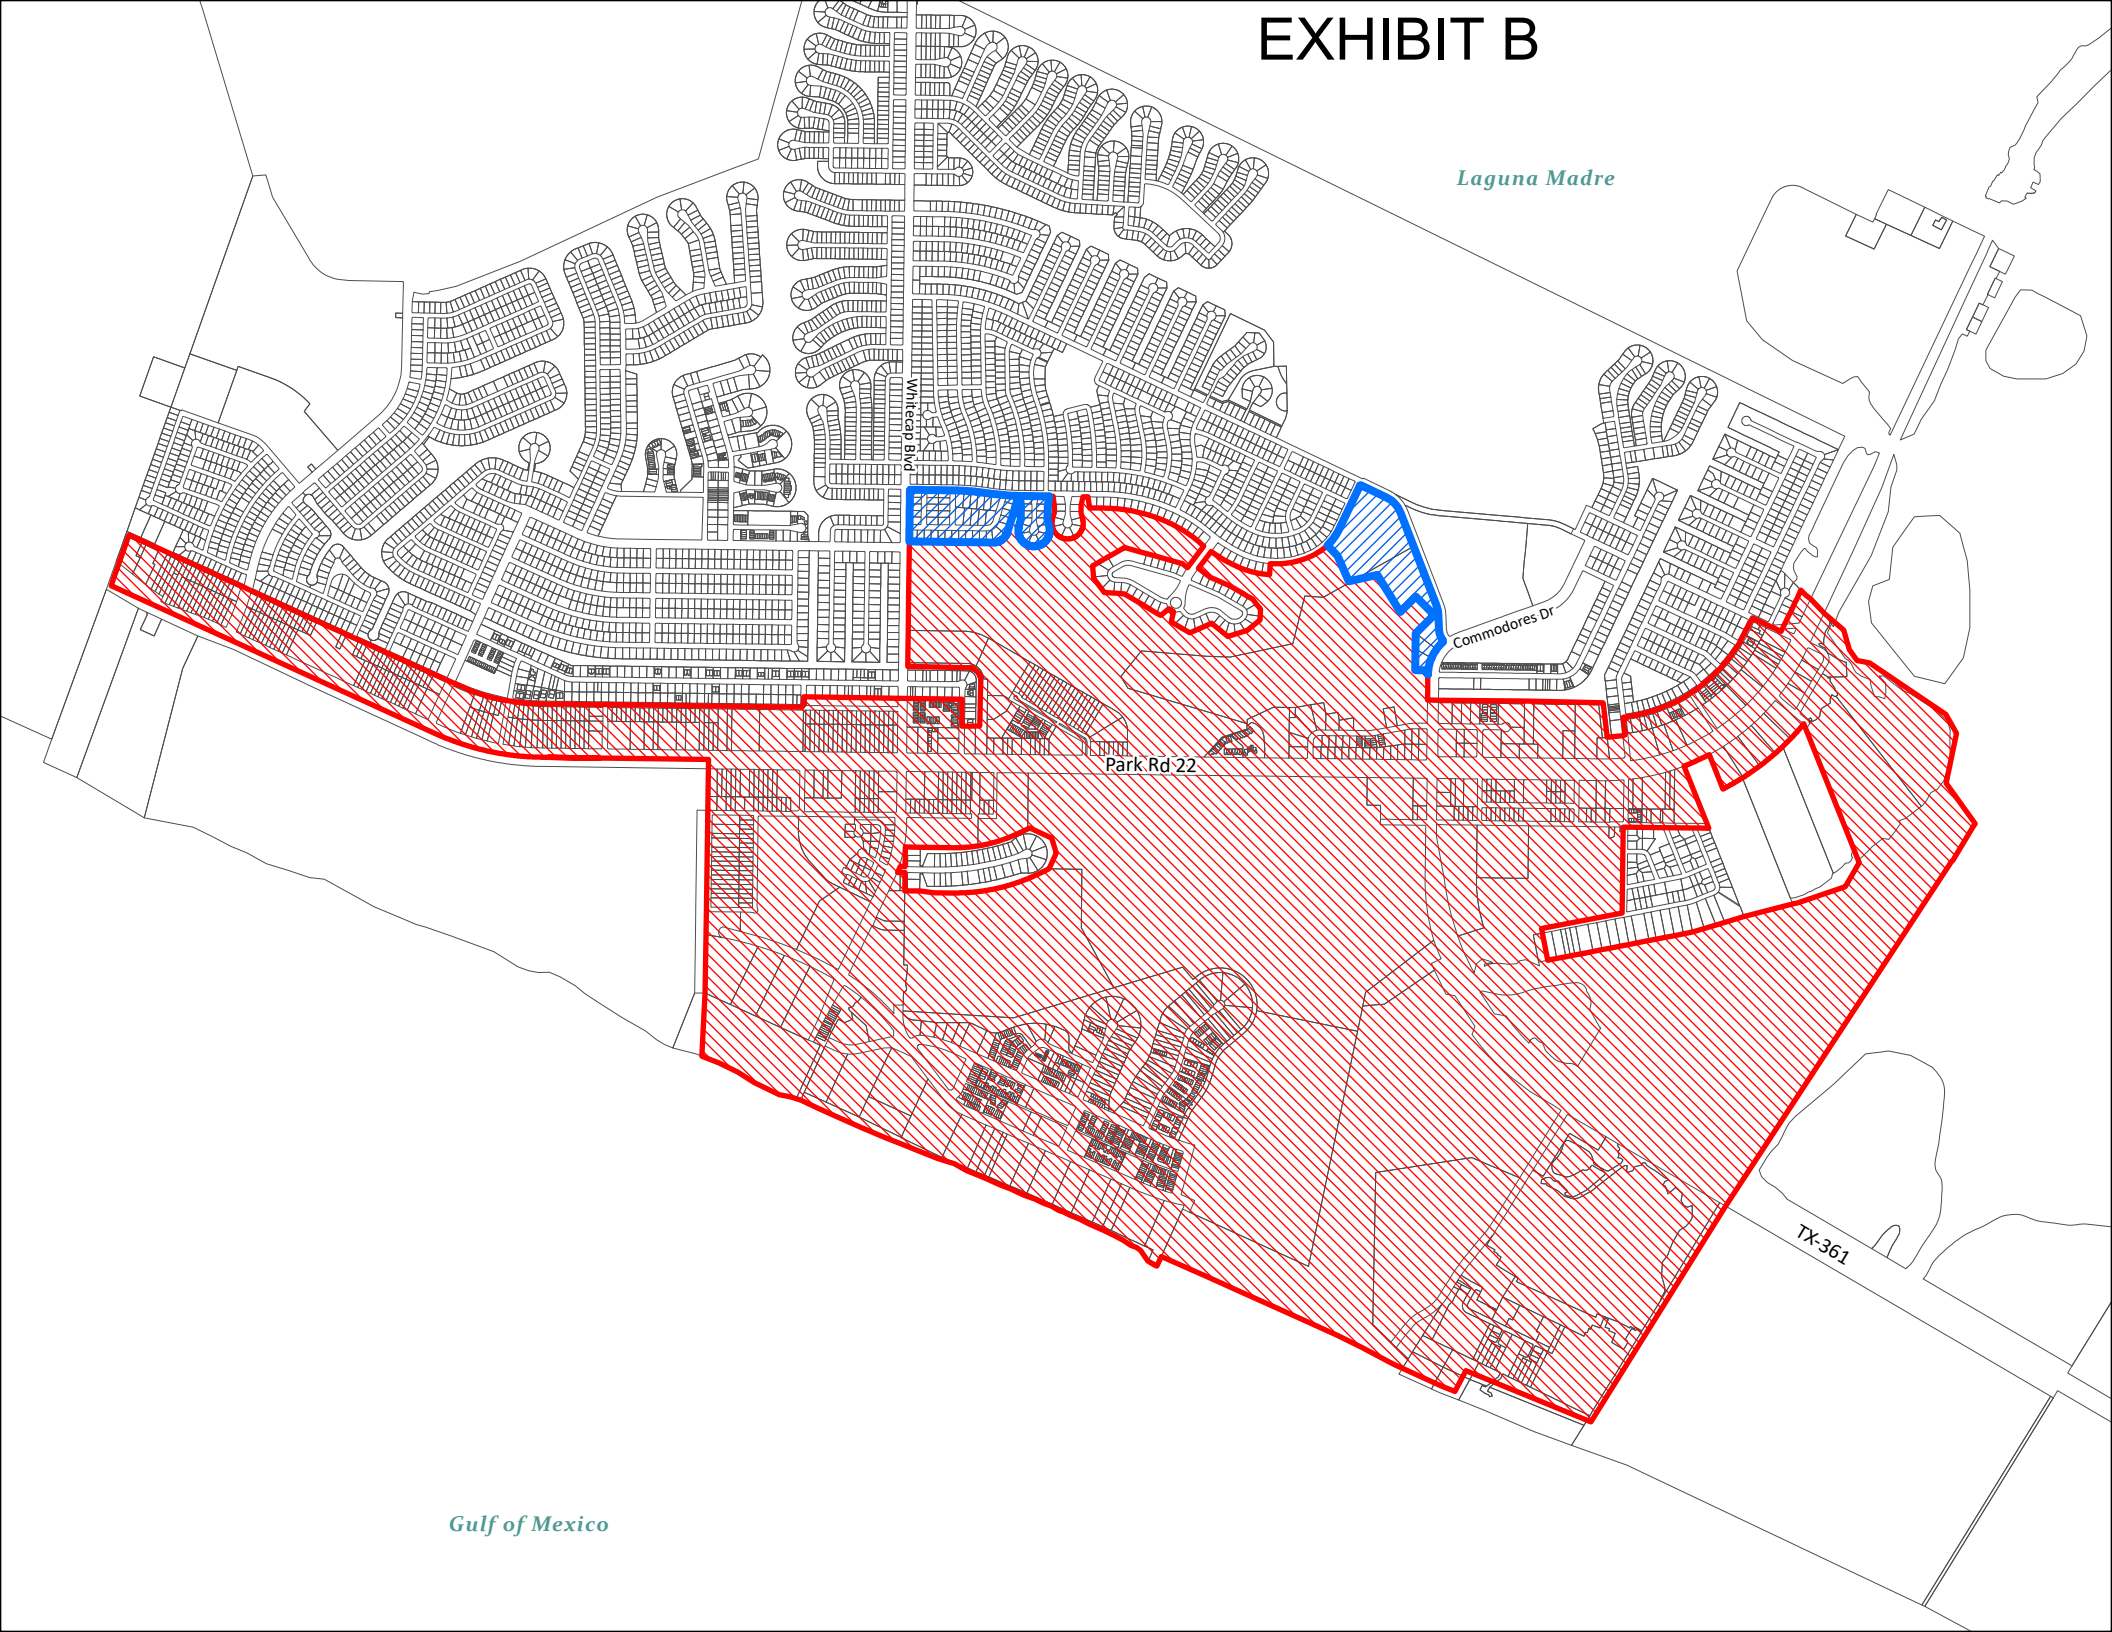 EXHIBIT B
Laguna Madre
Whitecap Blvd
Commodores Dr
Park Rd 22
TX-361
Gulf of Mexico